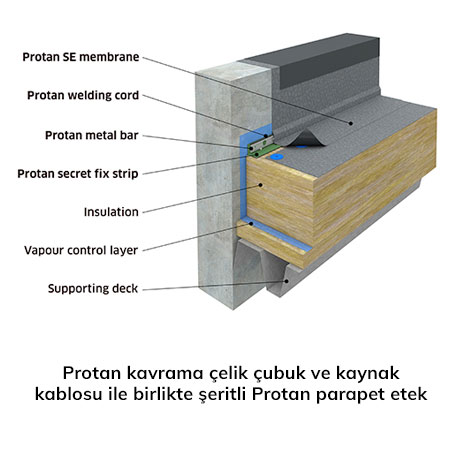 Protan SE membrane
Protan welding cord
Protan metal bar
Protan secret fix strip
Insulation
Vapour control layer
Supporting deck
Protan kavrama çelik çubuk ve kaynak
kablosu ile birlikte şeritli Protan parapet etek